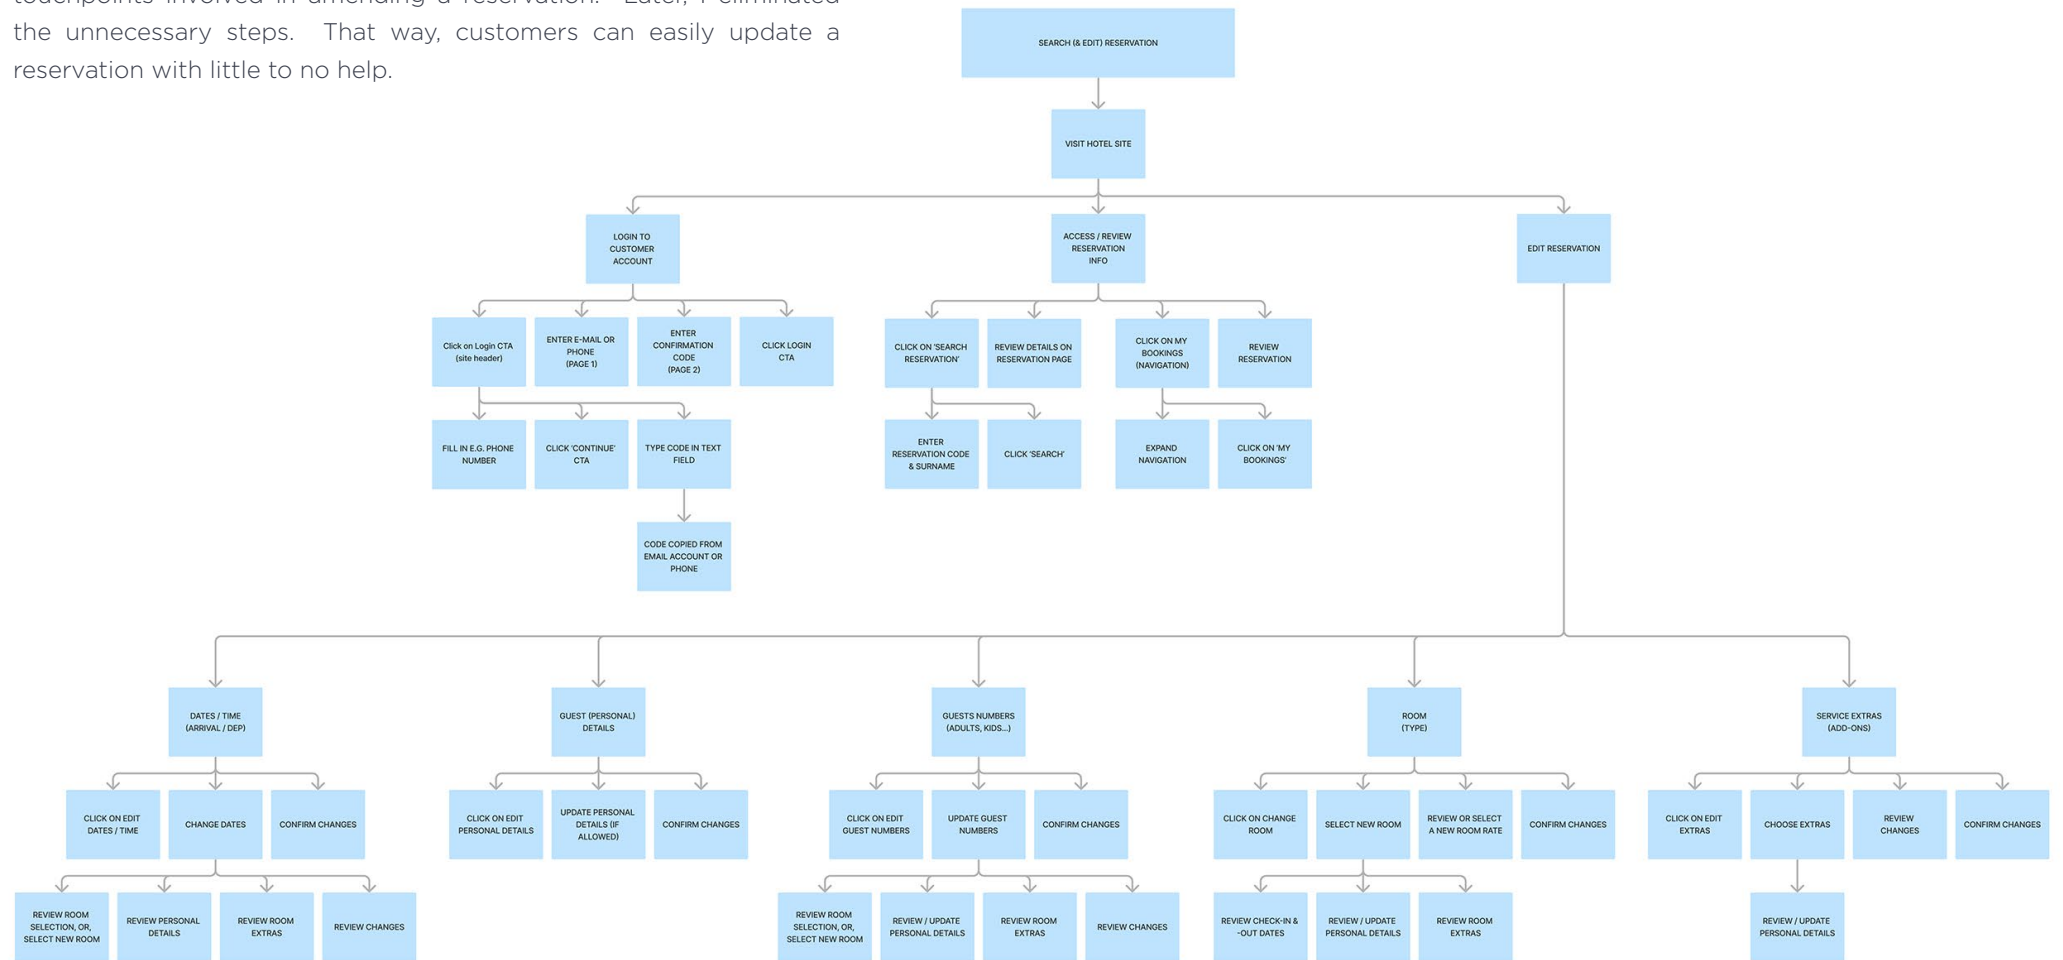 touchpoints involved in amending a reservation. Later, I eliminated
the unnecessary steps. That way, customers can easily update a
reservation with little to no help.
SEARCH (& EDIT) RESERVATION
VISIT HOTEL SITE
LOGIN TO
CUSTOMER
ACCOUNT
ACCESS / REVIEW
RESERVATION
INFO
EDIT RESERVATION
Click on Login CTA
(site header)
ENTER E-MAIL OR
PHONE
(PAGE 1)
ENTER
CONFIRMATION
CODE
(PAGE 2)
CLICK LOGIN
CTA
CLICK ON 'SEARCH
RESERVATION'
REVIEW DETAILS ON
RESERVATION PAGE
CLICK ON MY
BOOKINGS
(NAVIGATION)
REVIEW
RESERVATION
FILL IN E.G. PHONE
NUMBER
CLICK 'CONTINUE'
CTA
TYPE CODE IN TEXT
FIELD
ENTER
RESERVATION CODE
& SURNAME
CLICK 'SEARCH'
EXPAND
NAVIGATION
CLICK ON 'MY
BOOKINGS'
CODE COPIED FROM
EMAIL ACCOUNT OR
PHONE
DATES / TIME
(ARRIVAL / DEP)
GUEST (PERSONAL)
DETAILS
GUESTS NUMBERS
(ADULTS, KIDS...)
ROOM
(TYPE)
SERVICE EXTRAS
(ADD-ONS)
CLICK ON EDIT
DATES / TIME
CHANGE DATES
CONFIRM CHANGES
CLICK ON EDIT
PERSONAL DETAILS
UPDATE PERSONAL
DETAILS (IF
ALLOWED)
CONFIRM CHANGES
CLICK ON EDIT
GUEST NUMBERS
UPDATE GUEST
NUMBERS
CONFIRM CHANGES
CLICK ON CHANGE
ROOM
SELECT NEW ROOM
REVIEW OR SELECT
A NEW ROOM RATE
CONFIRM CHANGES
CLICK ON EDIT
EXTRAS
CHOOSE EXTRAS
REVIEW
CHANGES
CONFIRM CHANGES
REVIEW ROOM
SELECTION, OR,
SELECT NEW ROOM
REVIEW PERSONAL
DETAILS
REVIEW ROOM
EXTRAS
REVIEW CHANGES
REVIEW ROOM
SELECTION, OR,
SELECT NEW ROOM
REVIEW / UPDATE
PERSONAL DETAILS
REVIEW ROOM
EXTRAS
REVIEW CHANGES
REVIEW CHECK-IN &
-OUT DATES
REVIEW / UPDATE
PERSONAL DETAILS
REVIEW ROOM
EXTRAS
REVIEW / UPDATE
PERSONAL DETAILS